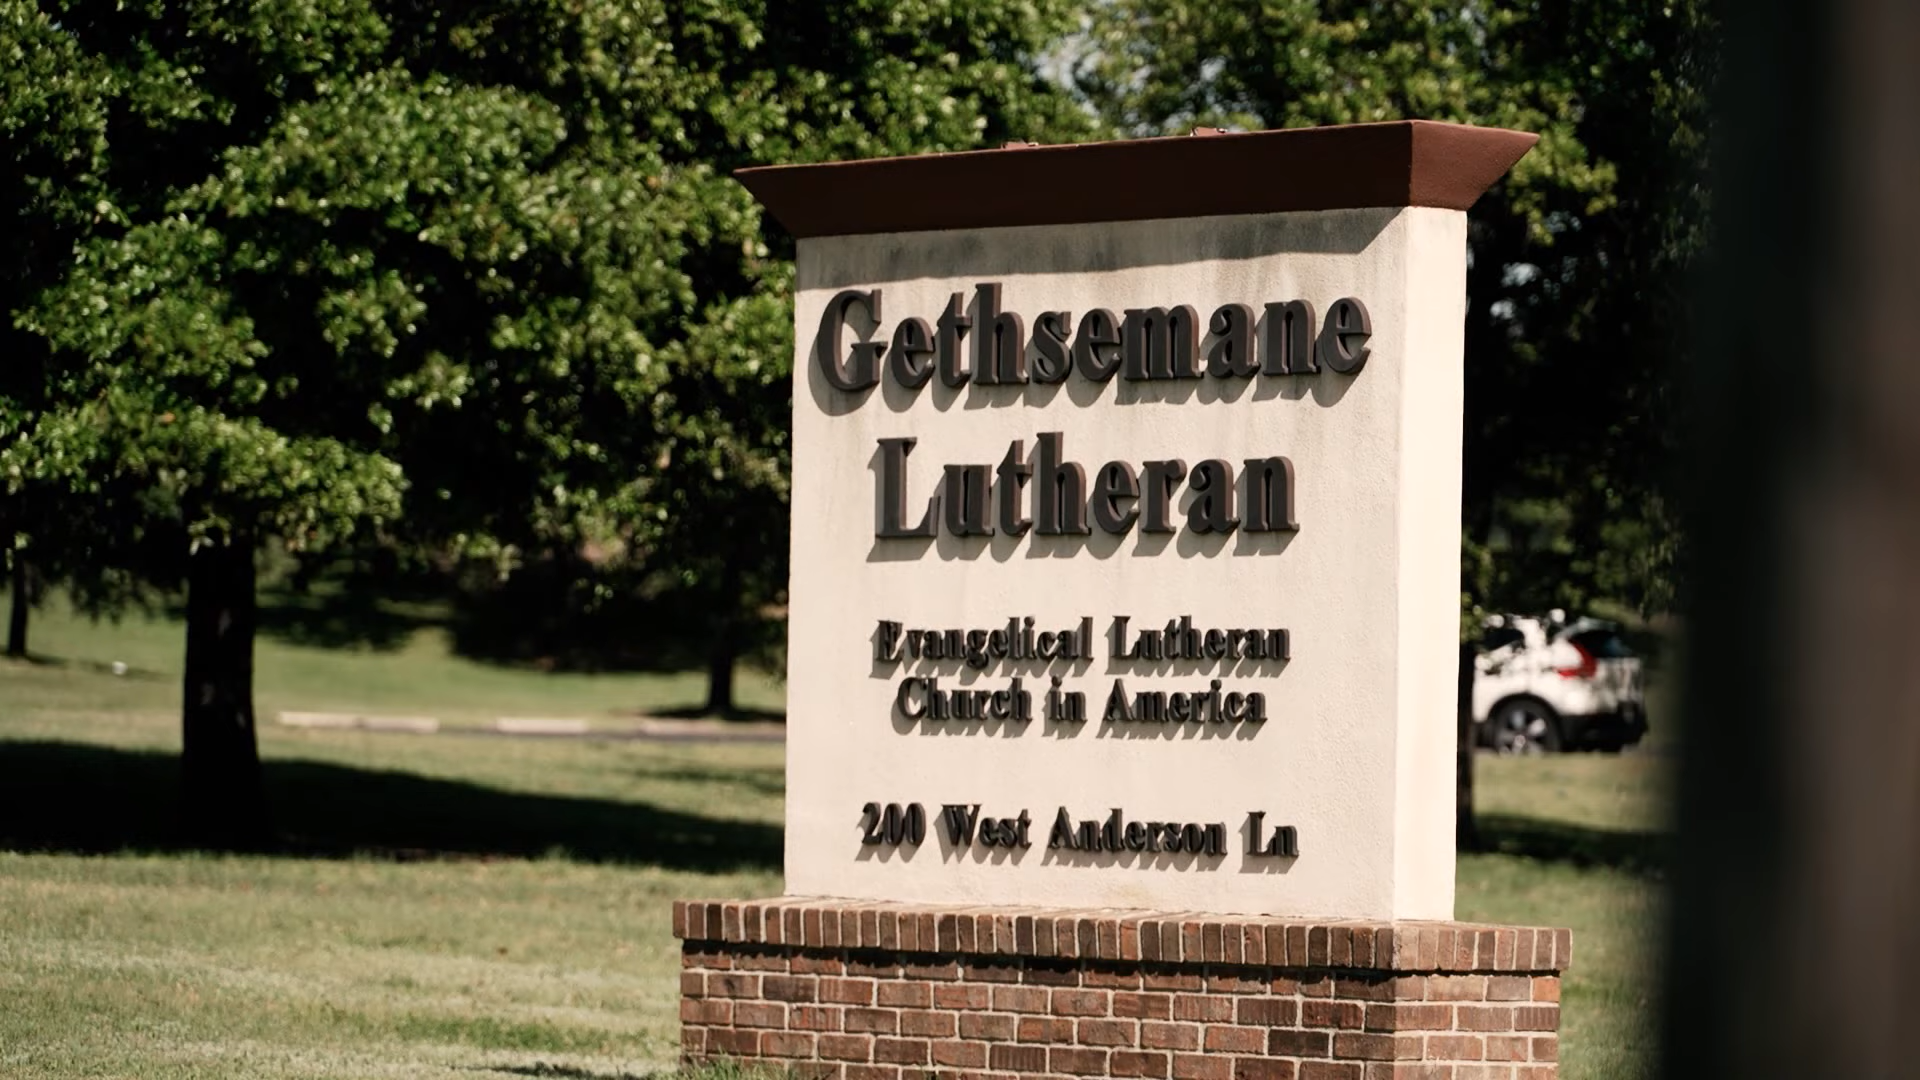 Gethsemane
Lutheran
Evangelical Lutheran
Church in America
200 West Anderson Ln